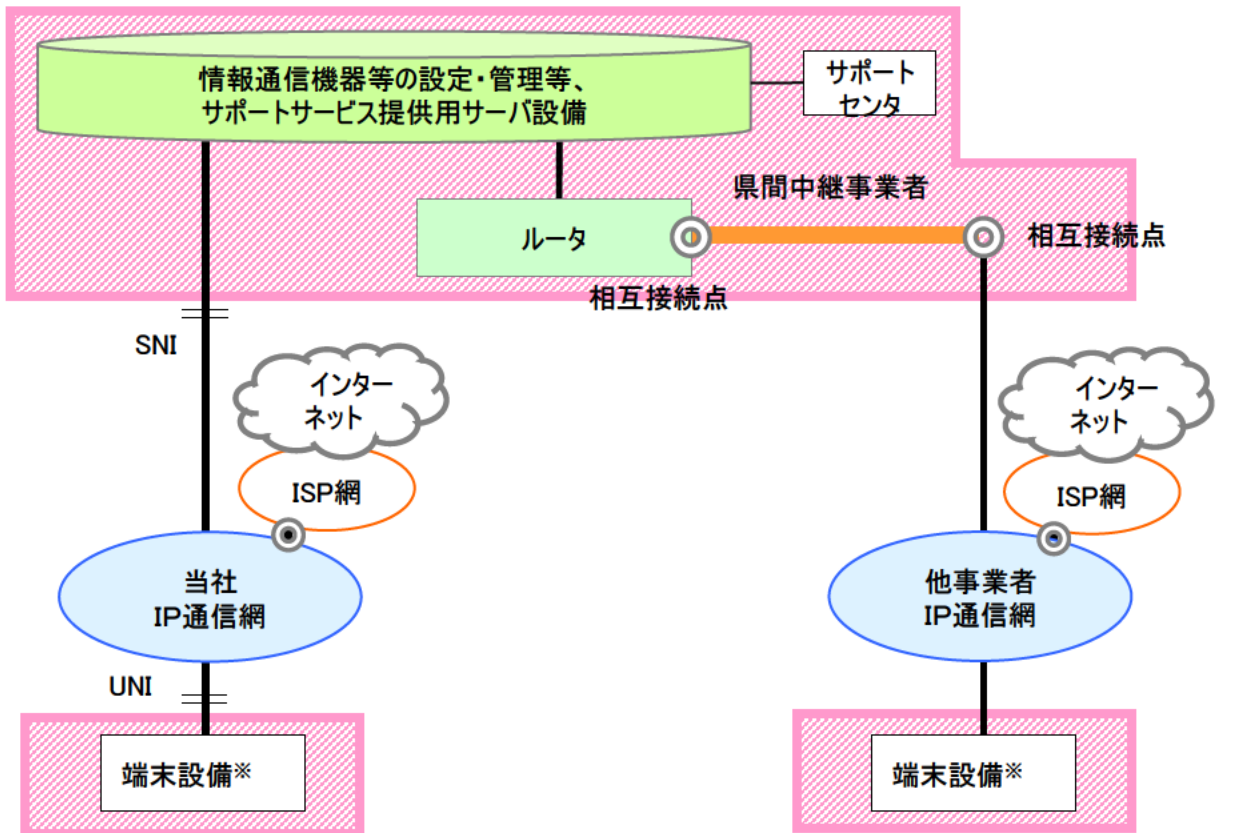 情報通信機器等の設定・管理等、
サポートサービス提供用サーバ設備
サポート
センタ
県間中継事業者
ルータ
相互接続点
相互接続点
SNI
インター
ネット
インター
ネット
ISP網
ISP網
当社
IP通信網
他事業者
IP通信網
UNI
端末設備※
端末設備※